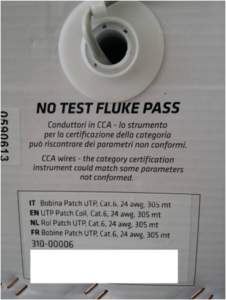 0590613
NO TEST FLUKE PASS
Conduttori in CCA - lo strumento
per la certificazione della categoria
può riscontrare dei parametri non conformi.
CCA wires - the category certification
instrument could match some parameters
not conformed.
IT Bobina Patch UTP, Cat.6, 24 awg, 305 mt
EN UTP Patch Coil, Cat.6, 24 awg, 305 mt
NL Rol Patch UTP, Cat.6, 24 awg, 305 mt
FR Bobine Patch UTP, Cat.6, 24 awg, 305 mt
310-00006